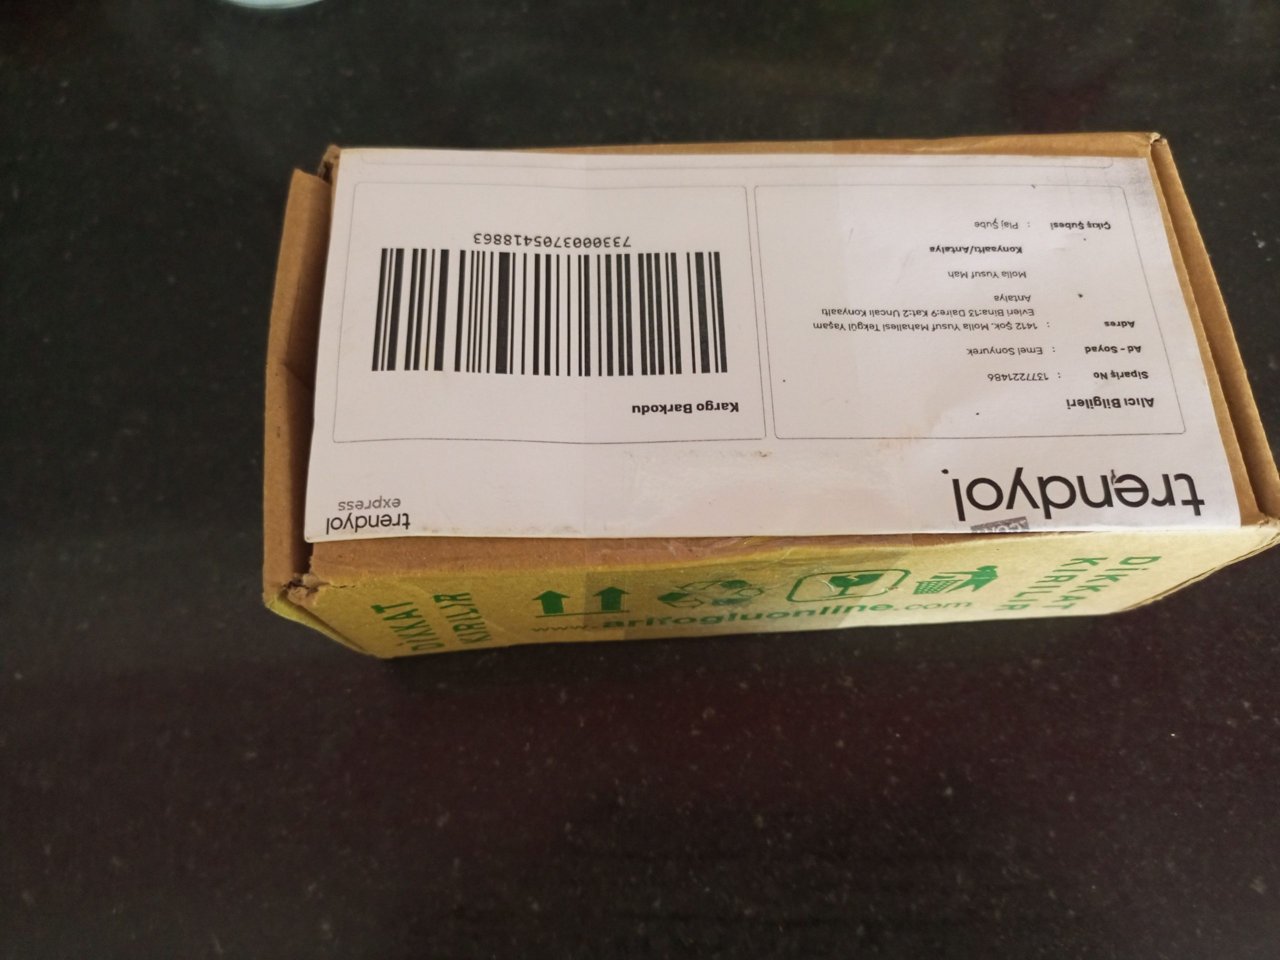 trendyol
Alıcı Bilgileri
Sipariş No : 1377221486
Ad - Soyad : Emel Sonyurek
Adres : 1412 Şok. Molla Yusuf Mahallesi Tekgül Yaşam
Evleri Bina:13 Daire:9 Kat:2 Uncalı Konyaaltı
Antalya
Molla Yusuf Mah
Konyaaltı/Antalya
Çıkış Şubesi : Plaj Şube
trendyol
express
Kargo Barkodu
7330003705418863
DİKKAT
KIRILIR
www.arifogluonline.com
DİKKAT
KIRILIR